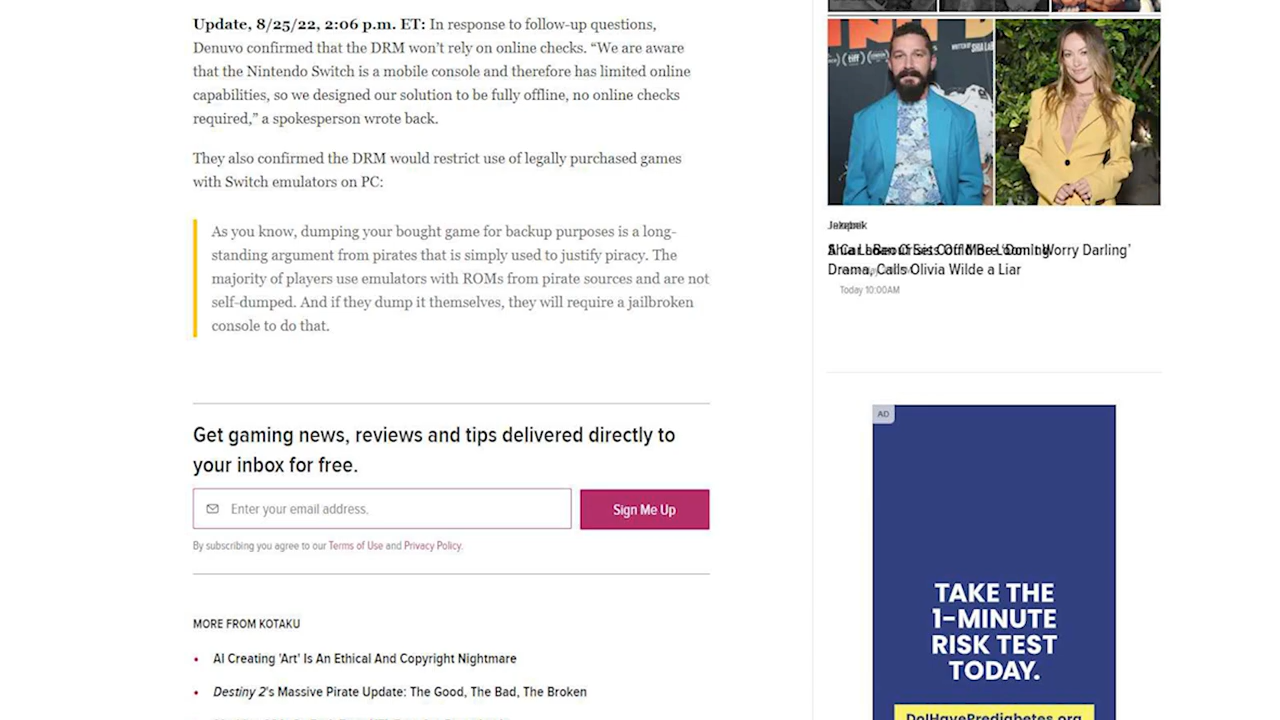 Update, 8/25/22, 2:06 p.m. ET: In response to follow-up questions,
Denuvo confirmed that the DRM won't rely on online checks. “We are aware
that the Nintendo Switch is a mobile console and therefore has limited online
capabilities, so we designed our solution to be fully offline, no online checks
required,” a spokesperson wrote back.
They also confirmed the DRM would restrict use of legally purchased games
with Switch emulators on PC:
As you know, dumping your bought game for backup purposes is a long-
standing argument from pirates that is simply used to justify piracy. The
majority of players use emulators with ROMs from pirate sources and are not
self-dumped. And if they dump it themselves, they will require a jailbroken
console to do that.
Get gaming news, reviews and tips delivered directly to
your inbox for free.
Enter your email address.
Sign Me Up
By subscribing you agree to our Terms of Use and Privacy Policy.
MORE FROM KOTAKU
• AI Creating 'Art' Is An Ethical And Copyright Nightmare
• Destiny 2's Massive Pirate Update: The Good, The Bad, The Broken
Worry Darling'
Drama, Calls Olivia Wilde a Liar
Today 10:00AM
AD
TAKE THE
1-MINUTE
RISK TEST
TODAY.
DoIHavePrediabetes.org